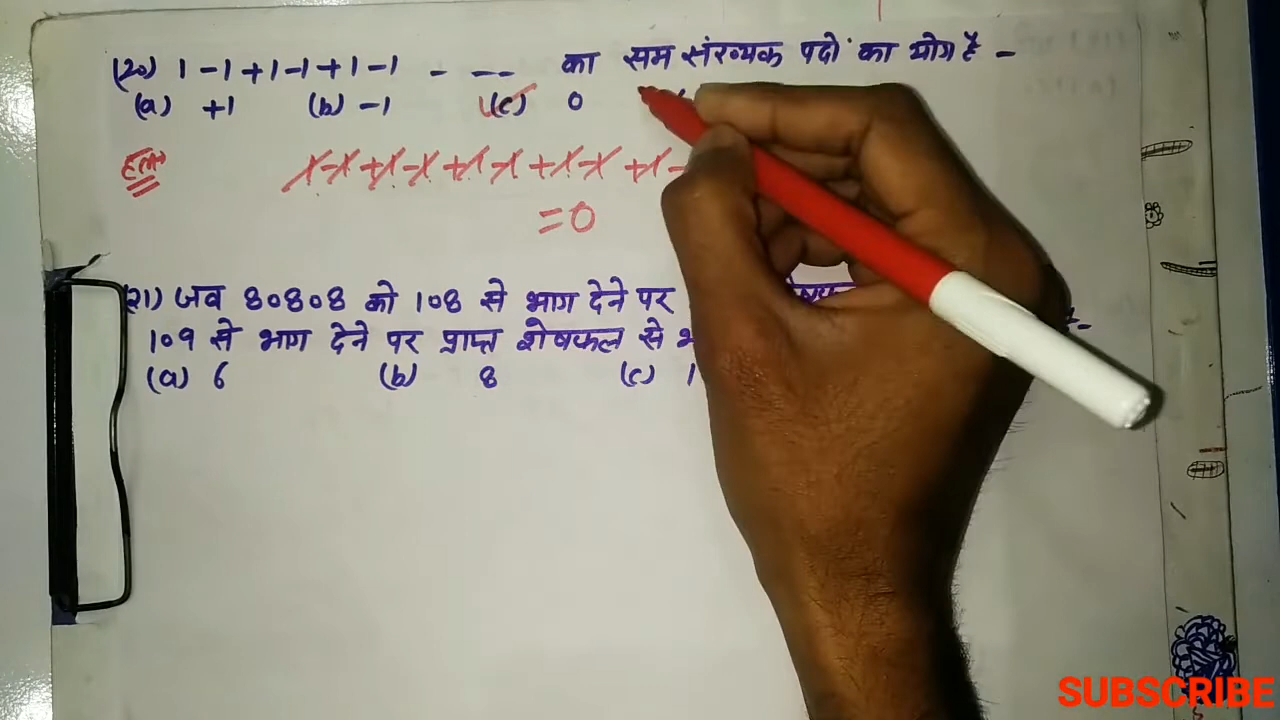 (20) 1-1+1-1+1-1 - --- का सम संख्यक पदों का योग है -
(a) +1 (b) -1 (c) 0
1-1+1-1+1-1+1-1+1-
=0
(21) जब 80808 को 108 से भाग देने पर
109 से भाग देने पर प्राप्त शेषफल से
(a) 6 (b) 8 (c) 1
SUBSCRIBE